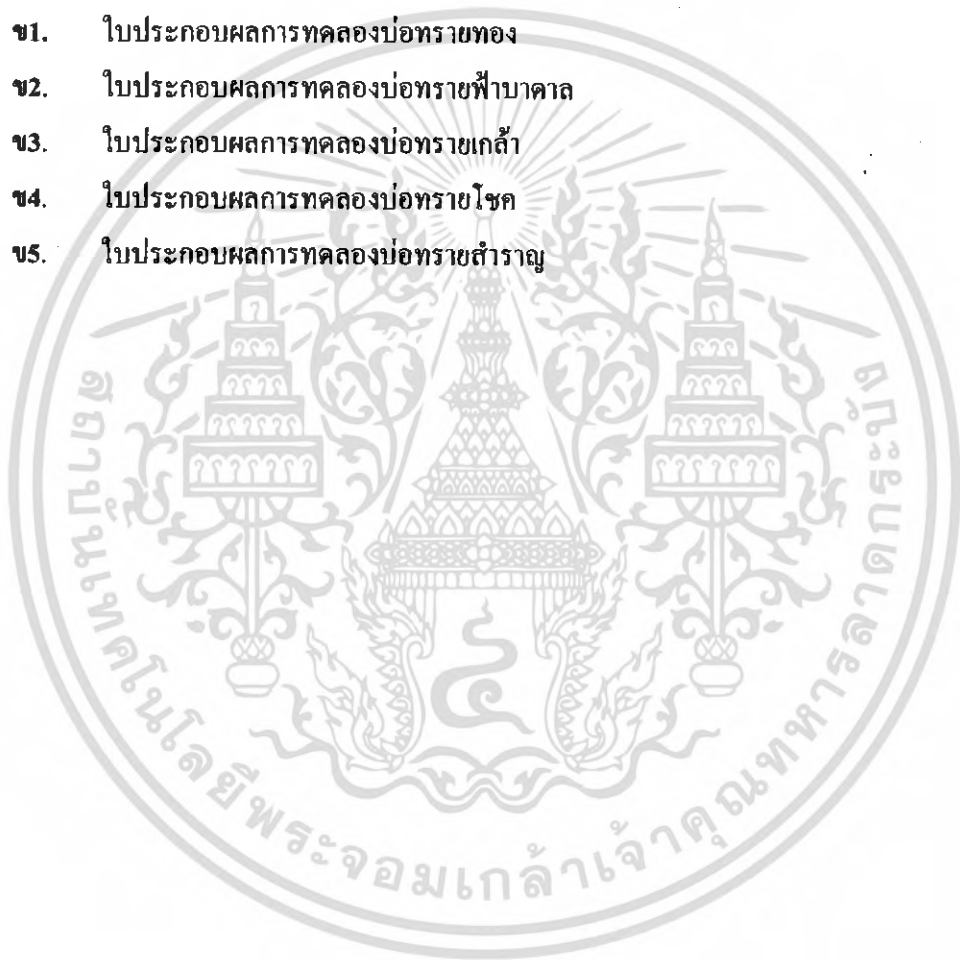 ข1. ใบประกอบผลการทดลองบ่อทรายทอง
ข2. ใบประกอบผลการทดลองบ่อทรายฟ้าบาดาล
ข3. ใบประกอบผลการทดลองบ่อทรายเกล้า
ข4. ใบประกอบผลการทดลองบ่อทรายโชค
ข5. ใบประกอบผลการทดลองบ่อทรายสำราญ
สถาบันเทคโนโลยีพระจอมเกล้าเจ้าคุณทหารลาดกระบัง